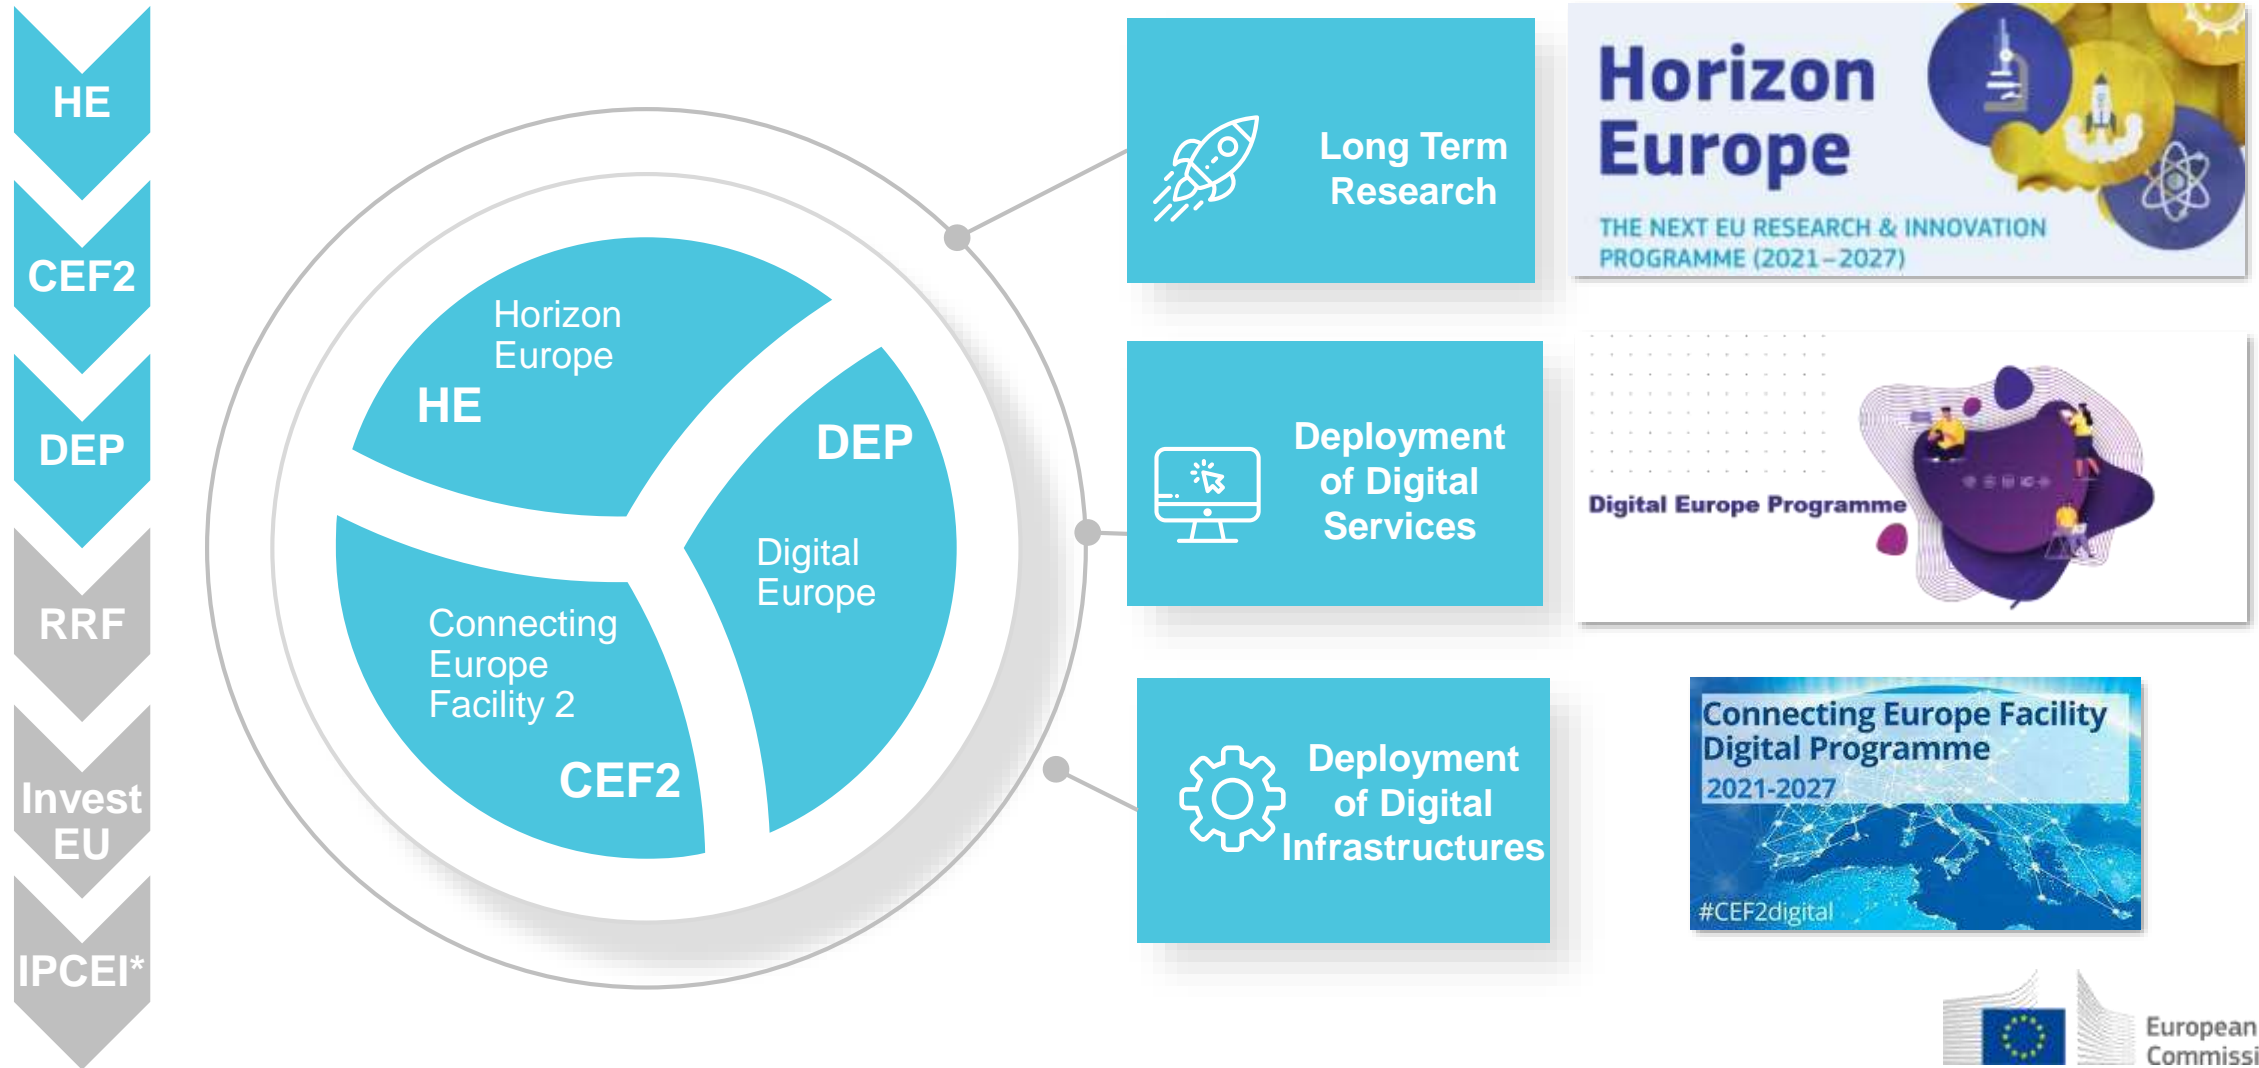 HE
CEF2
DEP
RRF
Invest
EU
IPCEI*
Horizon
Europe
HE
DEP
Digital
Europe
Connecting
Europe
Facility 2
CEF2
Long Term
Research
Deployment
of Digital
Services
Deployment
of Digital
Infrastructures
Horizon
Europe
THE NEXT EU RESEARCH & INNOVATION
PROGRAMME (2021–2027)
Digital Europe Programme
Connecting Europe Facility
Digital Programme
2021-2027
#CEF2digital
European
Commissi